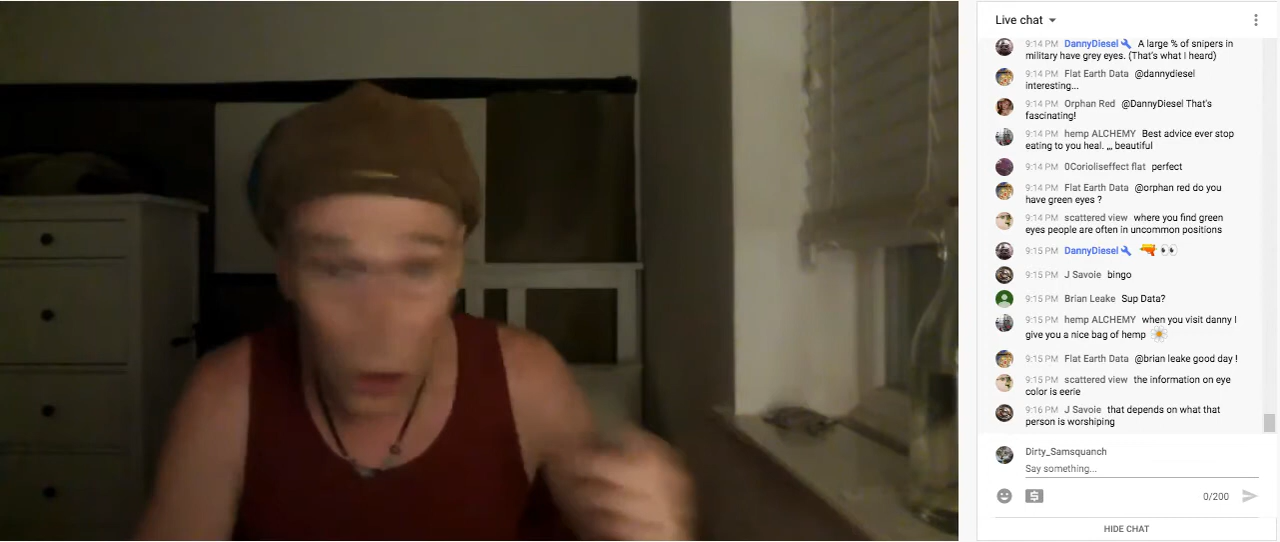 Live chat
9:14 PM DannyDiesel A large % of snipers in
military have grey eyes. (That's what I heard)
9:14 PM Flat Earth Data @dannydiesel
interesting...
9:14 PM Orphan Red @DannyDiesel That's
fascinating!
9:14 PM hemp ALCHEMY Best advice ever stop
eating to you heal. ,,, beautiful
9:14 PM 0Corioliseffect flat perfect
9:14 PM Flat Earth Data @orphan red do you
have green eyes ?
9:14 PM scattered view where you find green
eyes people are often in uncommon positions
9:15 PM DannyDiesel 🔫 👀
9:15 PM J Savoie bingo
9:15 PM Brian Leake Sup Data?
9:15 PM hemp ALCHEMY when you visit danny I
give you a nice bag of hemp 🌼
9:15 PM Flat Earth Data @brian leake good day !
9:15 PM scattered view the information on eye
color is eerie
9:16 PM J Savoie that depends on what that
person is worshiping
Dirty_Samsquanch
Say something...
0/200
HIDE CHAT